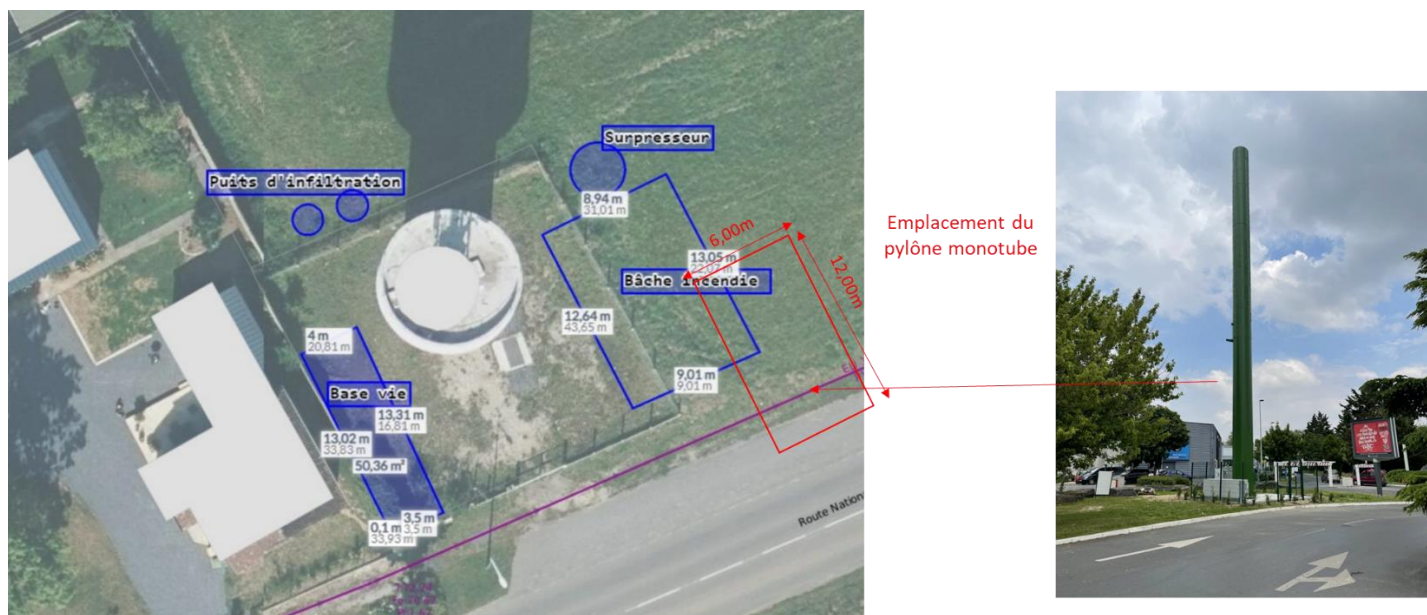 Surpresseur
Puits d'infiltration
8,94 m
31,01 m
6,00m
12,00m
13,05 m
Bâche incendie
12,64 m
43,65 m
4 m
20,81 m
Base vie
13,31 m
16,81 m
13,02 m
33,83 m
50,36 m²
9,01 m
9,01 m
0,1 m
33,93 m
3,5 m
3,5 m
Route Nation
Emplacement du
pylône monotube